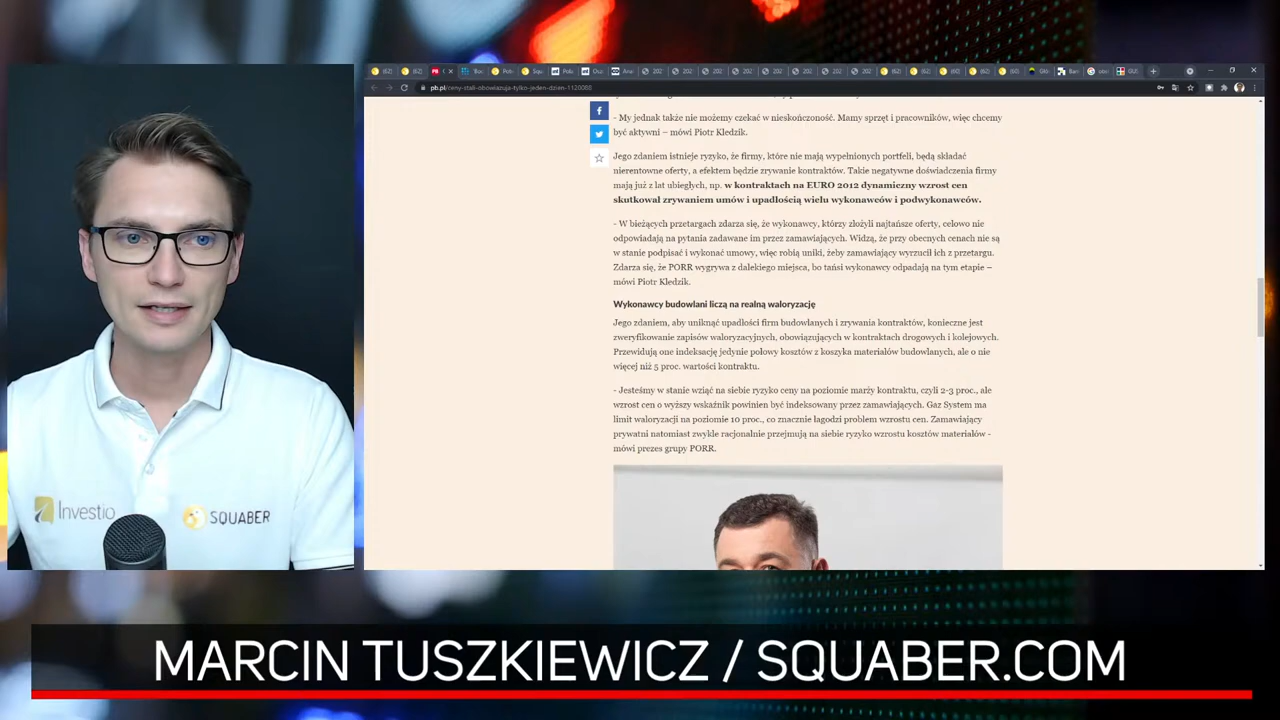 pb.pl/ceny-stali-obowiazuja-tylko-jeden-dzien-1120080
- My jednak także nie możemy czekać w nieskończoność. Mamy sprzęt i pracowników, więc chcemy
być aktywni – mówi Piotr Kledzik.
Jego zdaniem istnieje ryzyko, że firmy, które nie mają wypełnionych portfeli, będą składać
nierentowne oferty, a efektem będzie zrywanie kontraktów. Takie negatywne doświadczenia firmy
mają już z lat ubiegłych, np. w kontraktach na EURO 2012 dynamiczny wzrost cen
skutkował zrywaniem umów i upadłością wielu wykonawców i podwykonawców.
- W bieżących przetargach zdarza się, że wykonawcy, którzy złożyli najtańsze oferty, celowo nie
odpowiadają na pytania zadawane im przez zamawiających. Widzą, że przy obecnych cenach nie są
w stanie podpisać i wykonać umowy, więc robią uniki, żeby zamawiający wyrzucił ich z przetargu.
Zdarza się, że PORR wygrywa z dalekiego miejsca, bo tańsi wykonawcy odpadają na tym etapie –
mówi Piotr Kledzik.
Wykonawcy budowlani liczą na realną waloryzację
Jego zdaniem, aby uniknąć upadłości firm budowlanych i zrywania kontraktów, konieczne jest
zweryfikowanie zapisów waloryzacyjnych, obowiązujących w kontraktach drogowych i kolejowych.
Przewidują one indeksację jedynie połowy kosztów z koszyka materiałów budowlanych, ale o nie
więcej niż 5 proc. wartości kontraktu.
- Jesteśmy w stanie wziąć na siebie ryzyko ceny na poziomie marży kontraktu, czyli 2-3 proc., ale
wzrost cen o wyższy wskaźnik powinien być indeksowany przez zamawiających. Gaz System ma
limit waloryzacji na poziomie 10 proc., co znacznie łagodzi problem wzrostu cen. Zamawiający
prywatni natomiast zwykle racjonalnie przejmują na siebie ryzyko wzrostu kosztów materiałów -
mówi prezes grupy PORR.
Investio
SQUABER
MARCIN TUSZKIEWICZ / SQUABER.COM